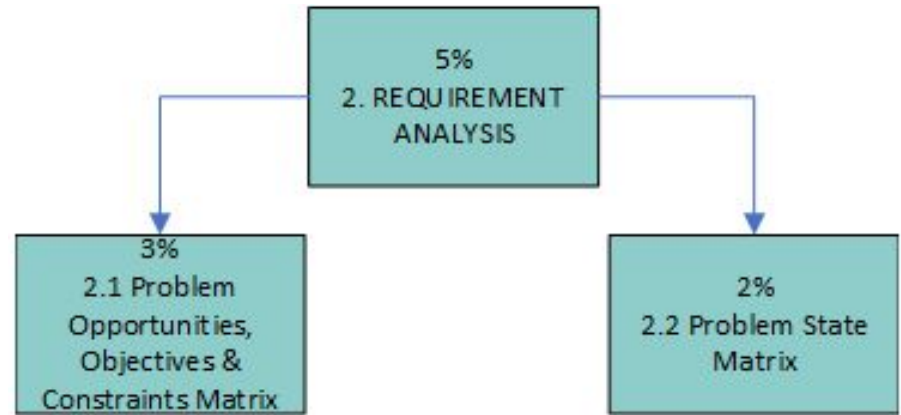 5%
2. REQUIREMENT
ANALYSIS
3%
2.1 Problem
Opportunities,
Objectives &
Constraints Matrix
2%
2.2 Problem State
Matrix